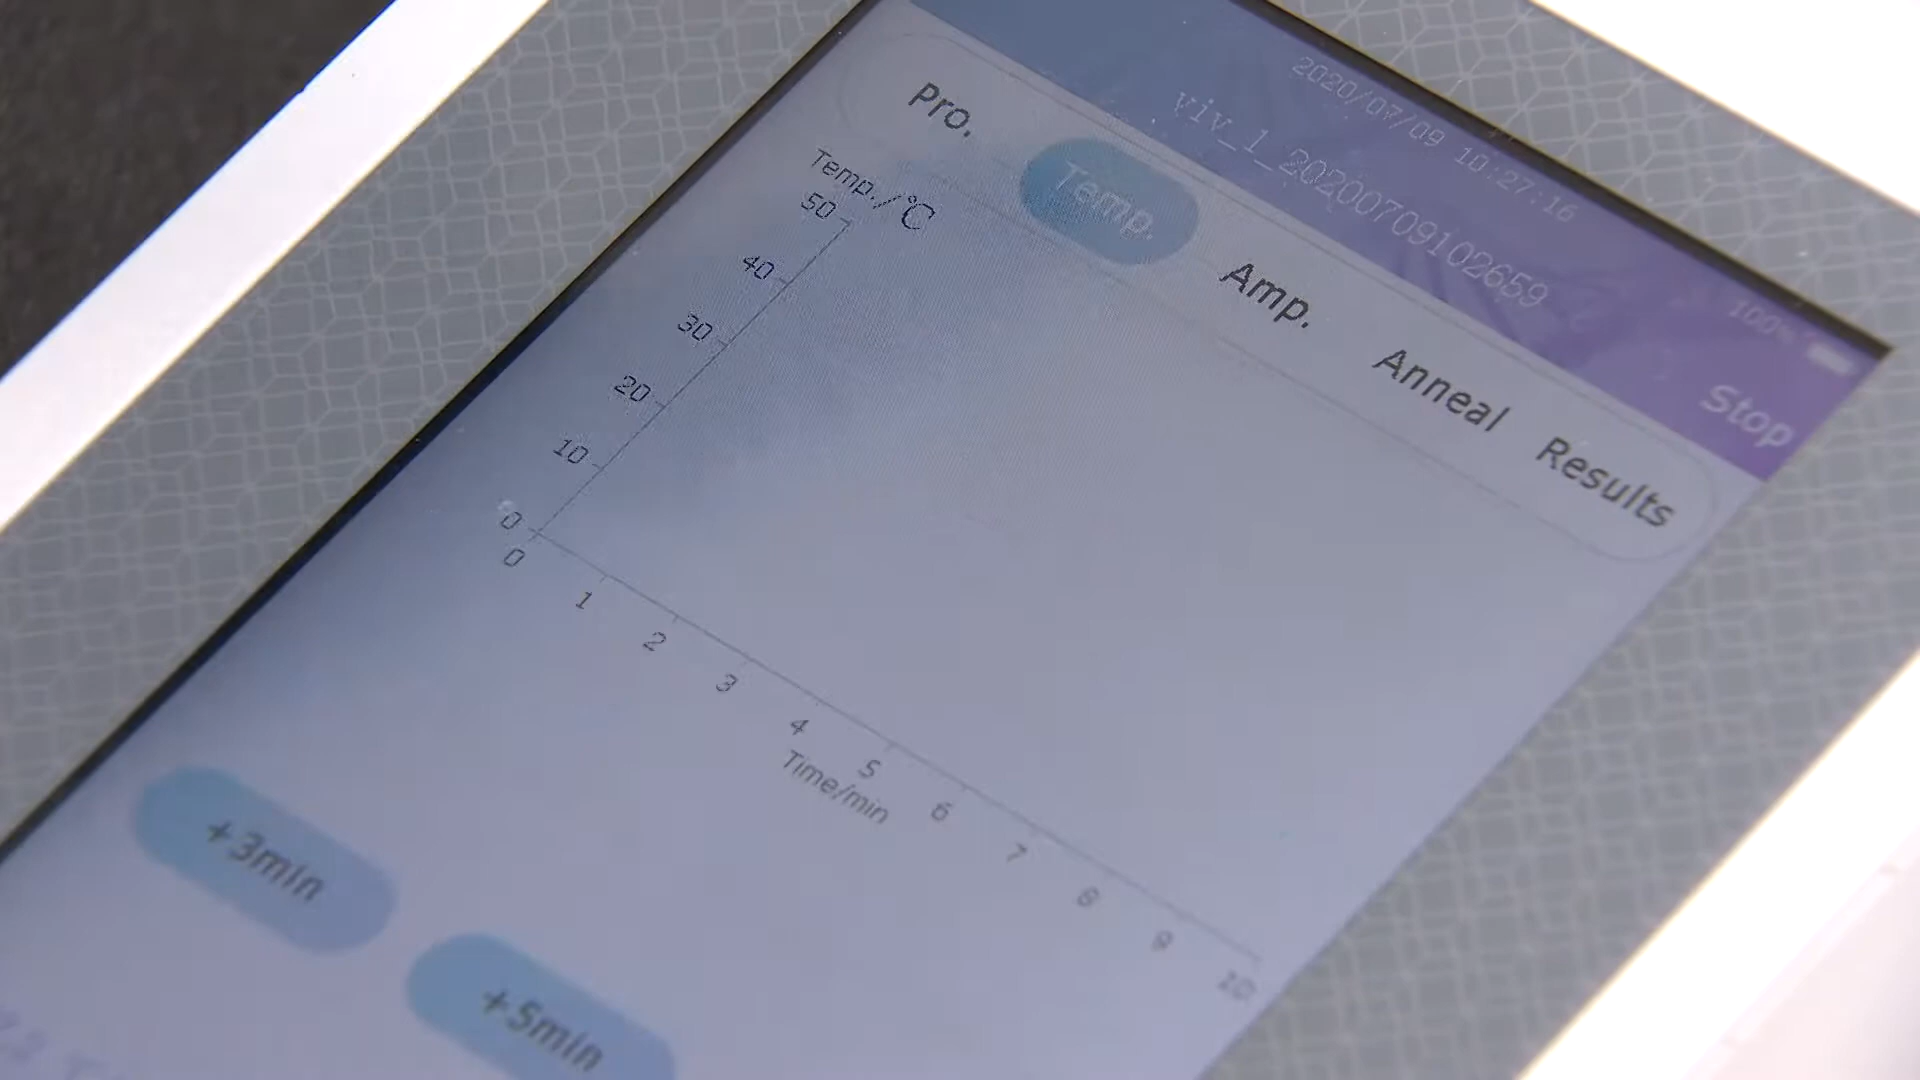 2020/07/09 10:27:16
100%
viv_1_20200709102659
Stop
Pro.
Temp.
Amp.
Anneal
Results
Temp./℃
50
40
30
20
10
0
0 1 2 3 4 5 6 7 8 9 10
Time/min
+3min
+5min